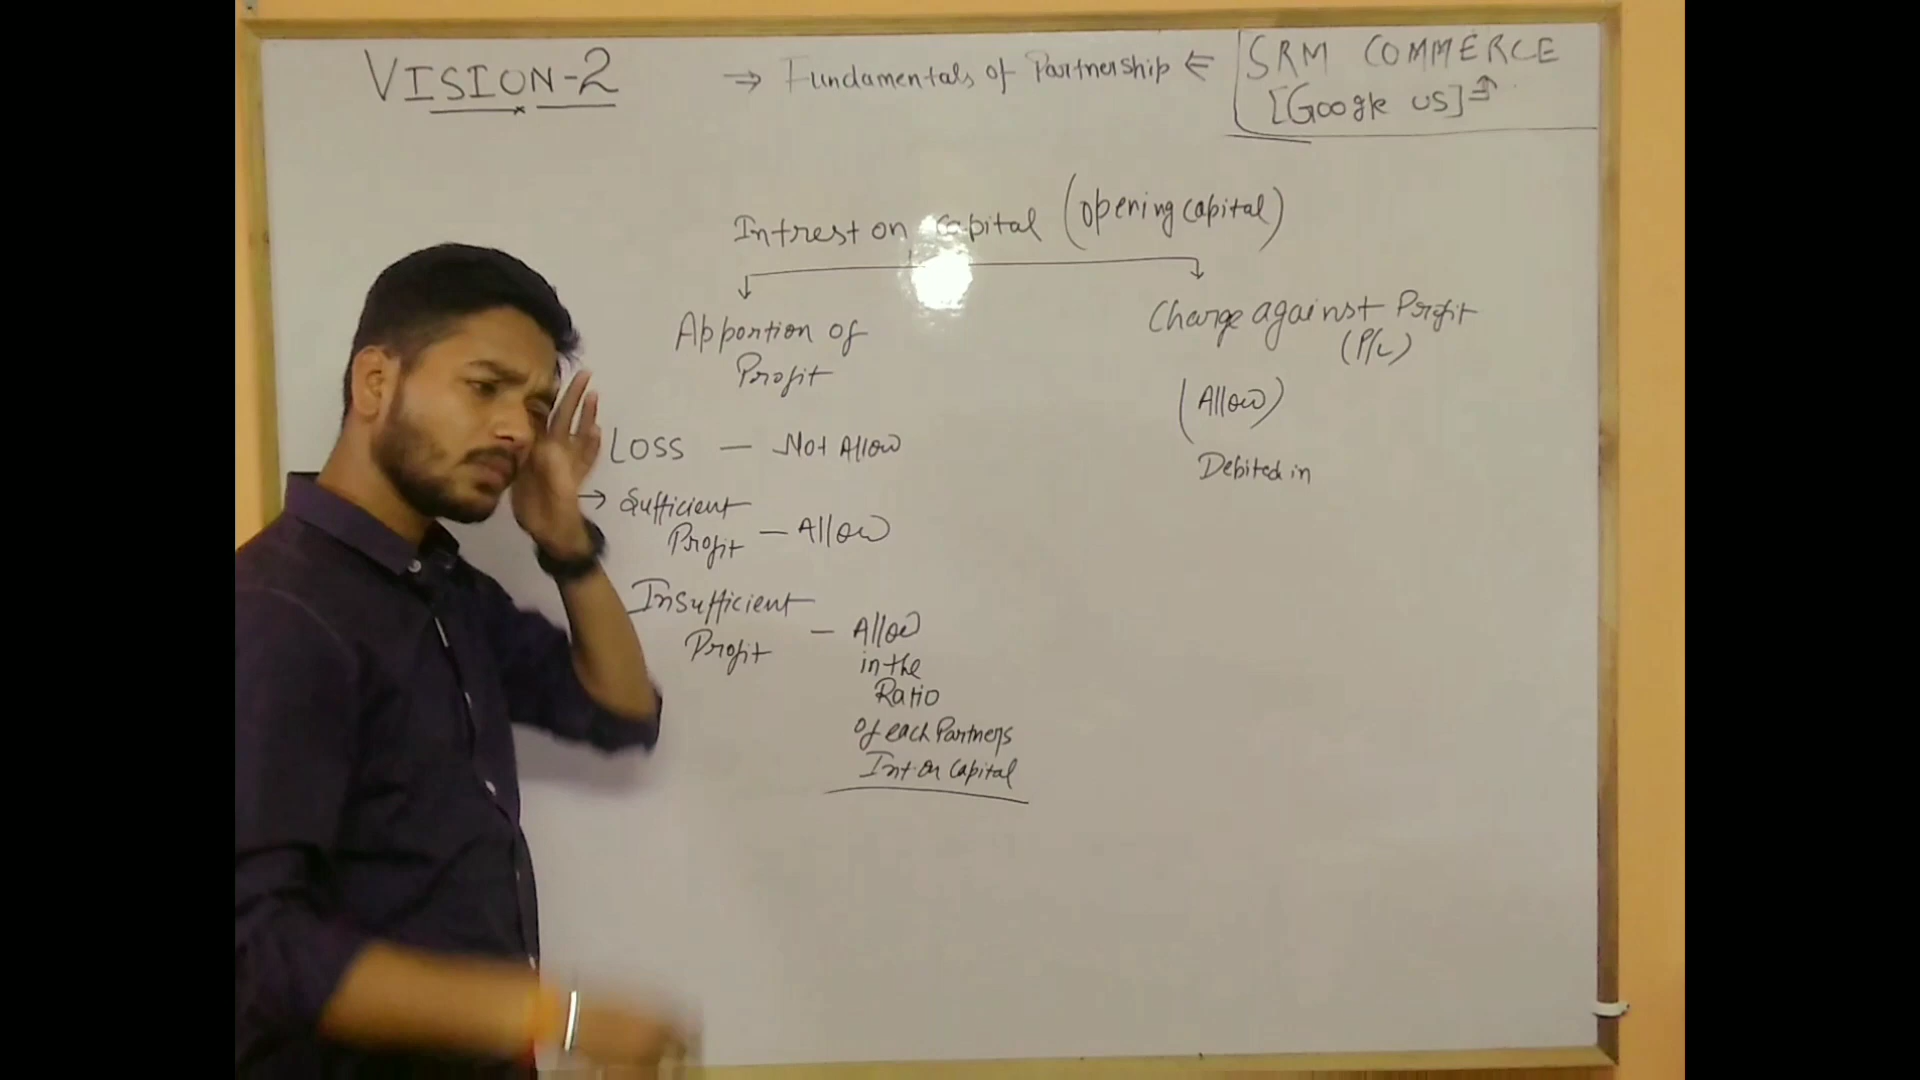 VISION-2
⇒ Fundamentals of Partnership ⇐
SRM COMMERCE
[Google US]
Intrest on Capital (opening Capital)
Apportion of
Profit
Loss — Not Allow
→ Sufficient
Profit — Allow
Insufficient
Profit — Allow
in the
Ratio
of each Partners
Int on Capital
Charge against Profit
(P/L)
(Allow)
Debited in